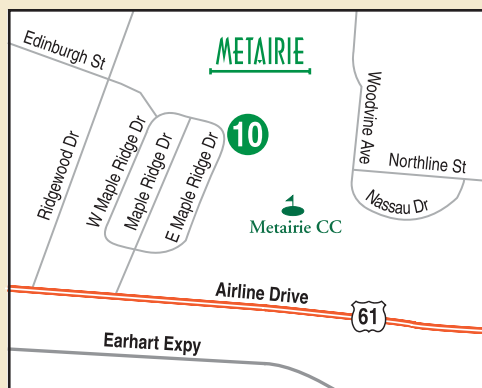 METAIRIE
Edinburgh St
Ridgewood Dr
W Maple Ridge Dr
Maple Ridge Dr
E Maple Ridge Dr
10
Woodvine Ave
Northline St
Nassau Dr
Metairie CC
Airline Drive
61
Earhart Expy